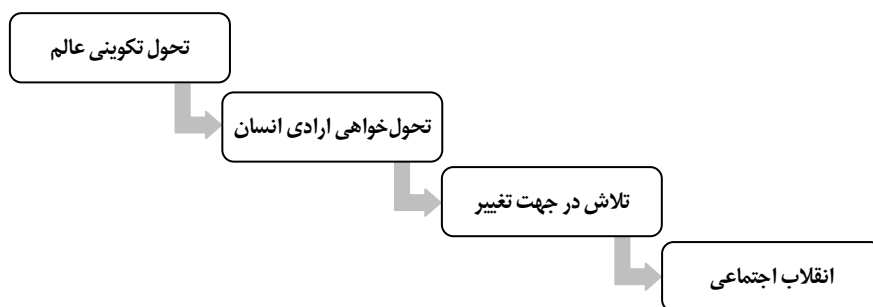 تحول تکوینی عالم
تحول‌خواهی ارادی انسان
تلاش در جهت تغییر
انقلاب اجتماعی